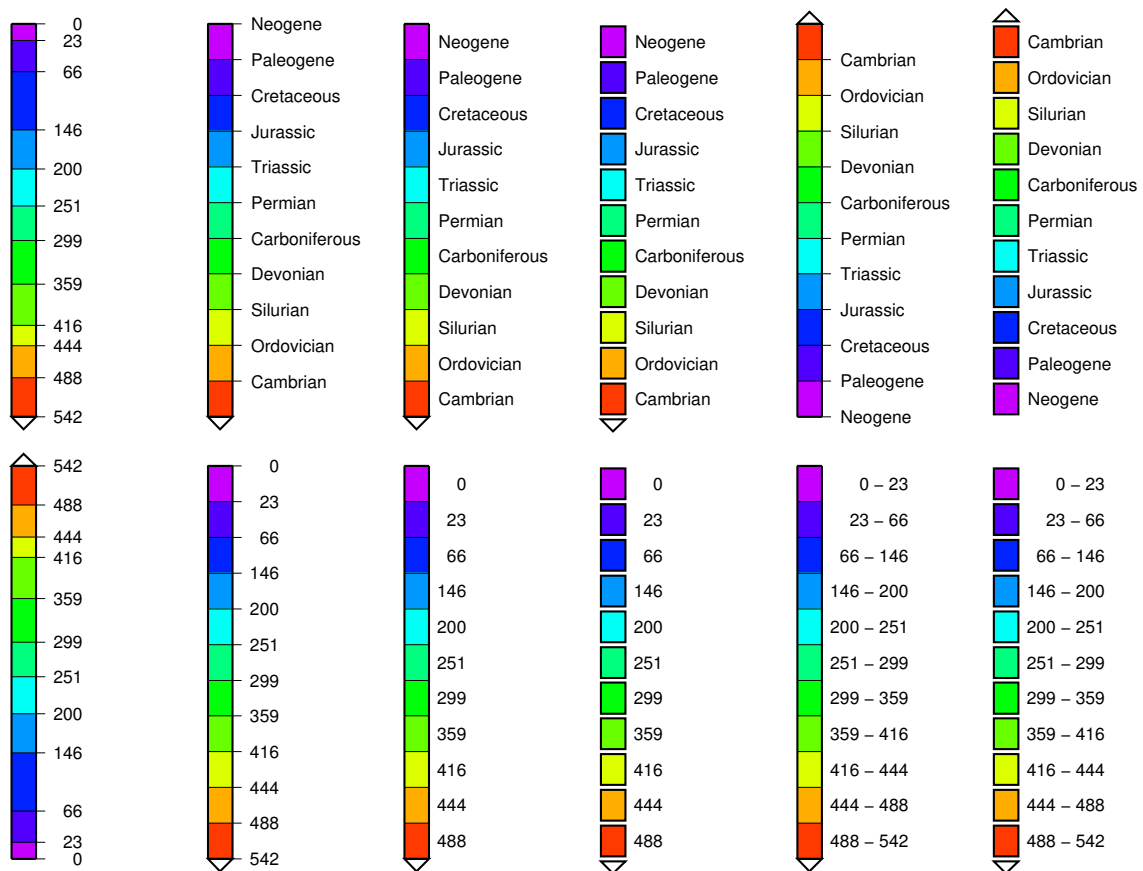 0
23
66
146
200
251
299
359
416
444
488
542
Neogene
Paleogene
Cretaceous
Jurassic
Triassic
Permian
Carboniferous
Devonian
Silurian
Ordovician
Cambrian
Neogene
Paleogene
Cretaceous
Jurassic
Triassic
Permian
Carboniferous
Devonian
Silurian
Ordovician
Cambrian
Neogene
Paleogene
Cretaceous
Jurassic
Triassic
Permian
Carboniferous
Devonian
Silurian
Ordovician
Cambrian
Cambrian
Ordovician
Silurian
Devonian
Carboniferous
Permian
Triassic
Jurassic
Cretaceous
Paleogene
Neogene
Cambrian
Ordovician
Silurian
Devonian
Carboniferous
Permian
Triassic
Jurassic
Cretaceous
Paleogene
Neogene
542
488
444
416
359
299
251
200
146
66
23
0
0
23
66
146
200
251
299
359
416
444
488
542
0
23
66
146
200
251
299
359
416
444
488
0
23
66
146
200
251
299
359
416
444
488
0 – 23
23 – 66
66 – 146
146 – 200
200 – 251
251 – 299
299 – 359
359 – 416
416 – 444
444 – 488
488 – 542
0 – 23
23 – 66
66 – 146
146 – 200
200 – 251
251 – 299
299 – 359
359 – 416
416 – 444
444 – 488
488 – 542